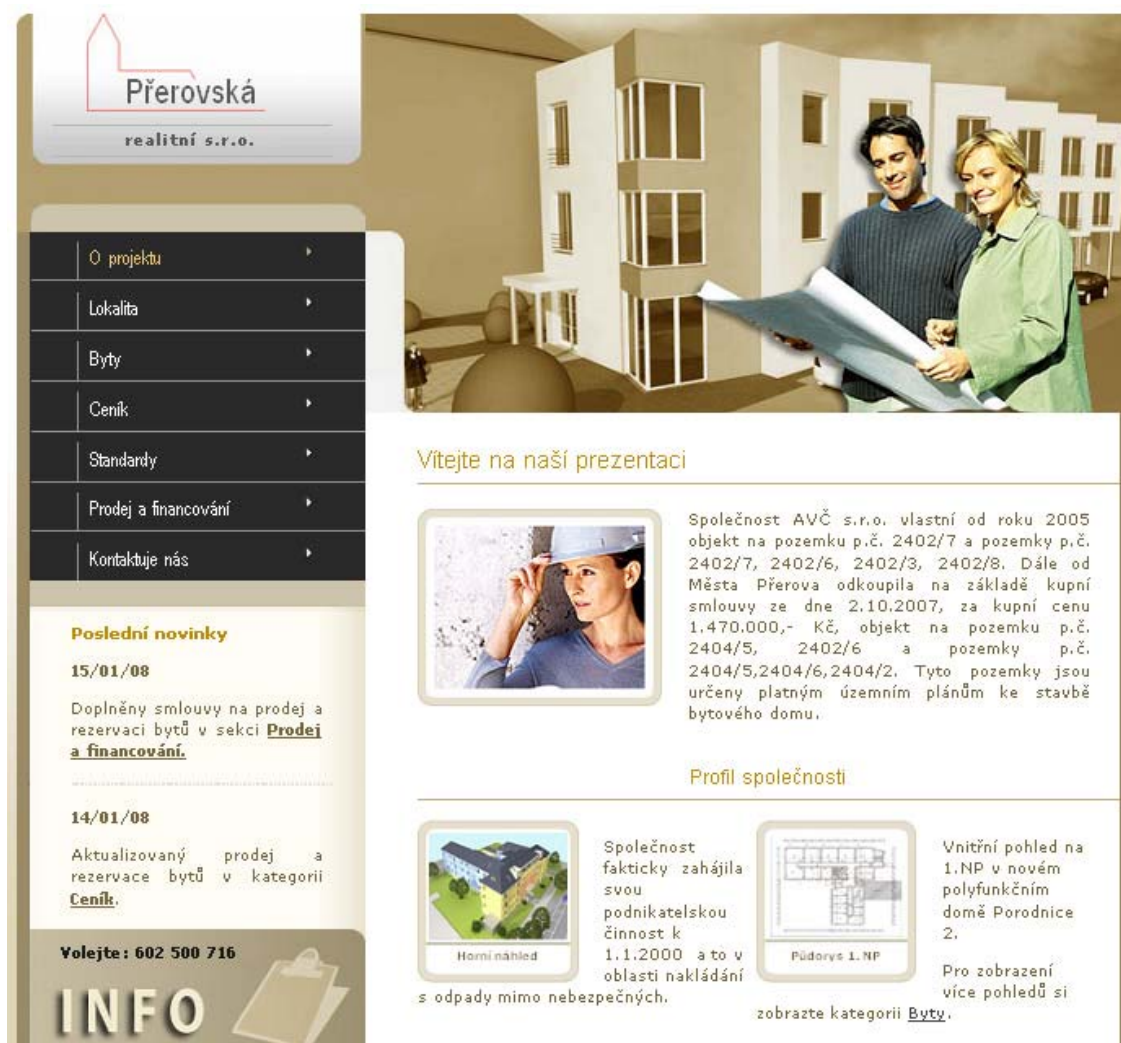 Přerovská
realitní s.r.o.
O projektu
Lokalita
Byty
Ceník
Standardy
Prodej a financování
Kontaktuje nás
Poslední novinky
15/01/08
Doplněny smlouvy na prodej a
rezervaci bytů v sekci Prodej
a financování.
14/01/08
Aktualizovaný prodej a
rezervace bytů v kategorii
Ceník.
Volejte: 602 500 716
INFO
Vítejte na naší prezentaci
Společnost AVČ s.r.o. vlastní od roku 2005
objekt na pozemku p.č. 2402/7 a pozemky p.č.
2402/7, 2402/6, 2402/3, 2402/8. Dále od
Města Přerova odkoupila na základě kupní
smlouvy ze dne 2.10.2007, za kupní cenu
1.470.000,- Kč, objekt na pozemku p.č.
2404/5, 2402/6 a pozemky p.č.
2404/5,2404/6,2404/2. Tyto pozemky jsou
určeny platným územním plánům ke stavbě
bytového domu.
Profil společnosti
Horní náhled
Společnost
fakticky zahájila
svou
podnikatelskou
činnost k
1.1.2000 a to v
oblasti nakládání
s odpady mimo nebezpečných.
Půdorys 1.NP
Vnitřní pohled na
1.NP v novém
polyfunkčním
domě Porodnice
2.
Pro zobrazení
více pohledů si
zobrazte kategorii Byty.